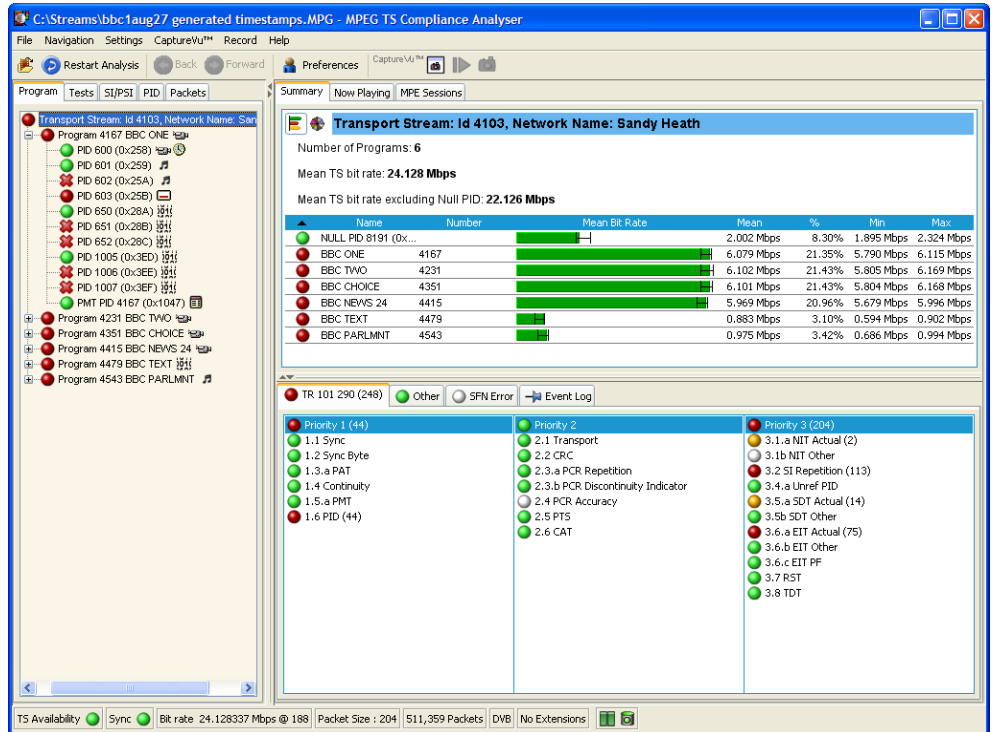 C:\Streams\bbc1aug27 generated timestamps.MPG - MPEG TS Compliance Analyser
File Navigation Settings CaptureVu™ Record Help
Restart Analysis Back Forward Preferences CaptureVu™
Program Tests SI/PSI PID Packets
Transport Stream: Id 4103, Network Name: San
Program 4167 BBC ONE
PID 600 (0x258)
PID 601 (0x259)
PID 602 (0x25A)
PID 603 (0x25B)
PID 650 (0x28A)
PID 651 (0x28B)
PID 652 (0x28C)
PID 1005 (0x3ED)
PID 1006 (0x3EE)
PID 1007 (0x3EF)
PMT PID 4167 (0x1047)
Program 4231 BBC TWO
Program 4351 BBC CHOICE
Program 4415 BBC NEWS 24
Program 4479 BBC TEXT
Program 4543 BBC PARLMNT
Summary Now Playing MPE Sessions
Transport Stream: Id 4103, Network Name: Sandy Heath
Number of Programs: 6
Mean TS bit rate: 24.128 Mbps
Mean TS bit rate excluding Null PID: 22.126 Mbps
Name Number Mean Bit Rate Mean % Min Max
NULL PID 8191 (0x... 2.002 Mbps 8.30% 1.895 Mbps 2.324 Mbps
BBC ONE 4167 6.079 Mbps 21.35% 5.790 Mbps 6.115 Mbps
BBC TWO 4231 6.102 Mbps 21.43% 5.805 Mbps 6.169 Mbps
BBC CHOICE 4351 6.101 Mbps 21.43% 5.804 Mbps 6.168 Mbps
BBC NEWS 24 4415 5.969 Mbps 20.96% 5.679 Mbps 5.996 Mbps
BBC TEXT 4479 0.883 Mbps 3.10% 0.594 Mbps 0.902 Mbps
BBC PARLMNT 4543 0.975 Mbps 3.42% 0.686 Mbps 0.994 Mbps
TR 101 290 (248) Other SFN Error Event Log
Priority 1 (44)
1.1 Sync
1.2 Sync Byte
1.3.a PAT
1.4 Continuity
1.5.a PMT
1.6 PID (44)
Priority 2
2.1 Transport
2.2 CRC
2.3.a PCR Repetition
2.3.b PCR Discontinuity Indicator
2.4 PCR Accuracy
2.5 PTS
2.6 CAT
Priority 3 (204)
3.1.a NIT Actual (2)
3.1b NIT Other
3.2 SI Repetition (113)
3.4.a Unref PID
3.5.a SDT Actual (14)
3.5b SDT Other
3.6.a EIT Actual (75)
3.6.b EIT Other
3.6.c EIT PF
3.7 RST
3.8 TDT
TS Availability Sync Bit rate 24.128337 Mbps @ 188 Packet Size : 204 511,359 Packets DVB No Extensions